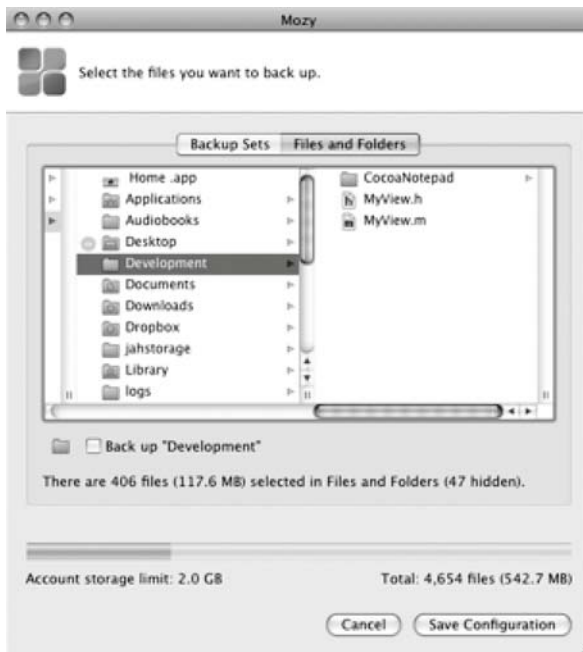 Mozy
Select the files you want to back up.
Backup Sets
Files and Folders
Home .app
Applications
Audiobooks
Desktop
Development
Documents
Downloads
Dropbox
jahstorage
Library
logs
CocoaNotepad
MyView.h
MyView.m
Back up "Development"
There are 406 files (117.6 MB) selected in Files and Folders (47 hidden).
Account storage limit: 2.0 GB
Total: 4,654 files (542.7 MB)
Cancel
Save Configuration